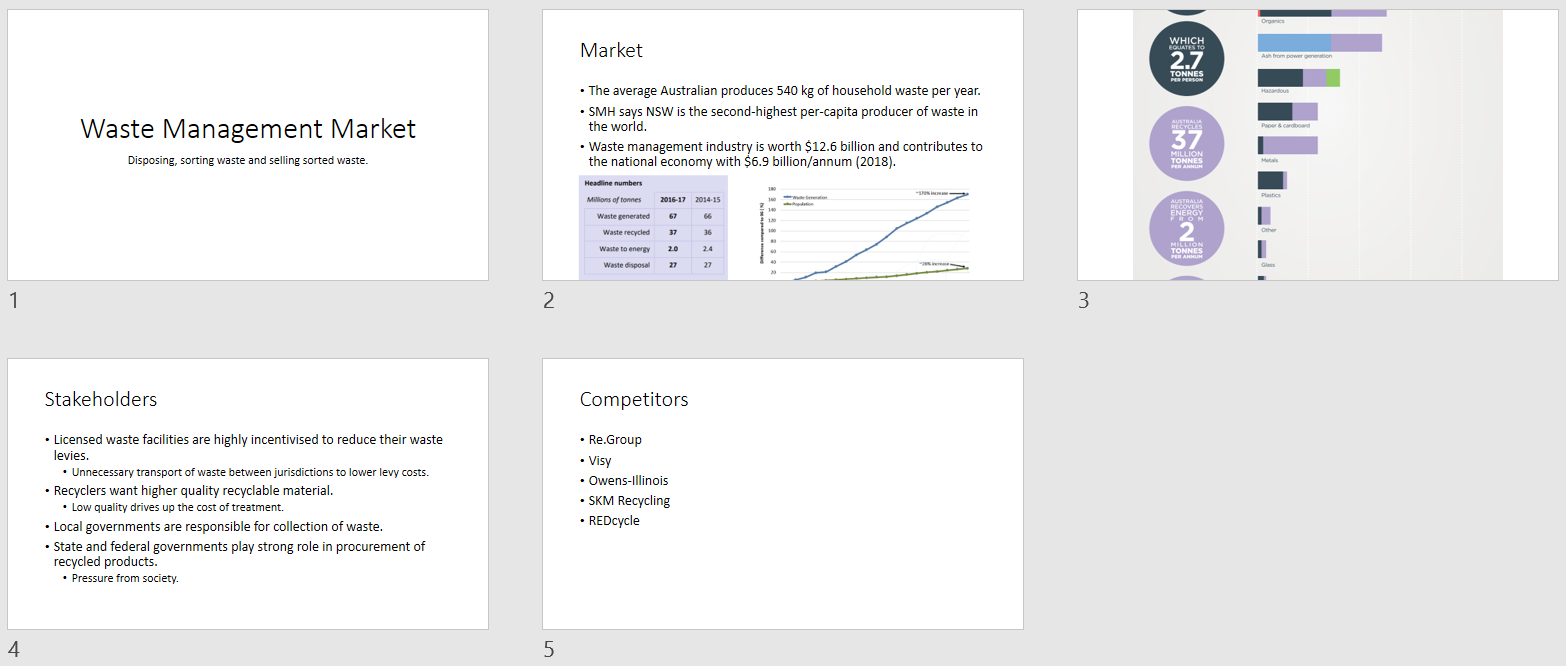 Waste Management Market
Disposing, sorting waste and selling sorted waste.
1
Market
• The average Australian produces 540 kg of household waste per year.
• SMH says NSW is the second-highest per-capita producer of waste in
the world.
• Waste management industry is worth $12.6 billion and contributes to
the national economy with $6.9 billion/annum (2018).
Headline numbers
Millions of tonnes 2016-17 2014-15
Waste generated 67 66
Waste recycled 37 36
Waste to energy 2.0 2.4
Waste disposal 27 27
Difference compared to
180
160
140
120
100
80
60
40
20
Waste Generation
Population
~170% increase
~28% increase
2
WHICH
EQUATES TO
2.7
TONNES
PER PERSON
AUSTRALIA
RECYCLES
37
MILLION
TONNES
PER ANNUM
AUSTRALIA
RECOVERS
ENERGY
FROM
2
MILLION
TONNES
PER ANNUM
Organics
Ash from power generation
Hazardous
Paper & cardboard
Metals
Plastics
Other
Glass
3
Stakeholders
• Licensed waste facilities are highly incentivised to reduce their waste
levies.
• Unnecessary transport of waste between jurisdictions to lower levy costs.
• Recyclers want higher quality recyclable material.
• Low quality drives up the cost of treatment.
• Local governments are responsible for collection of waste.
• State and federal governments play strong role in procurement of
recycled products.
• Pressure from society.
4
Competitors
• Re.Group
• Visy
• Owens-Illinois
• SKM Recycling
• REDcycle
5